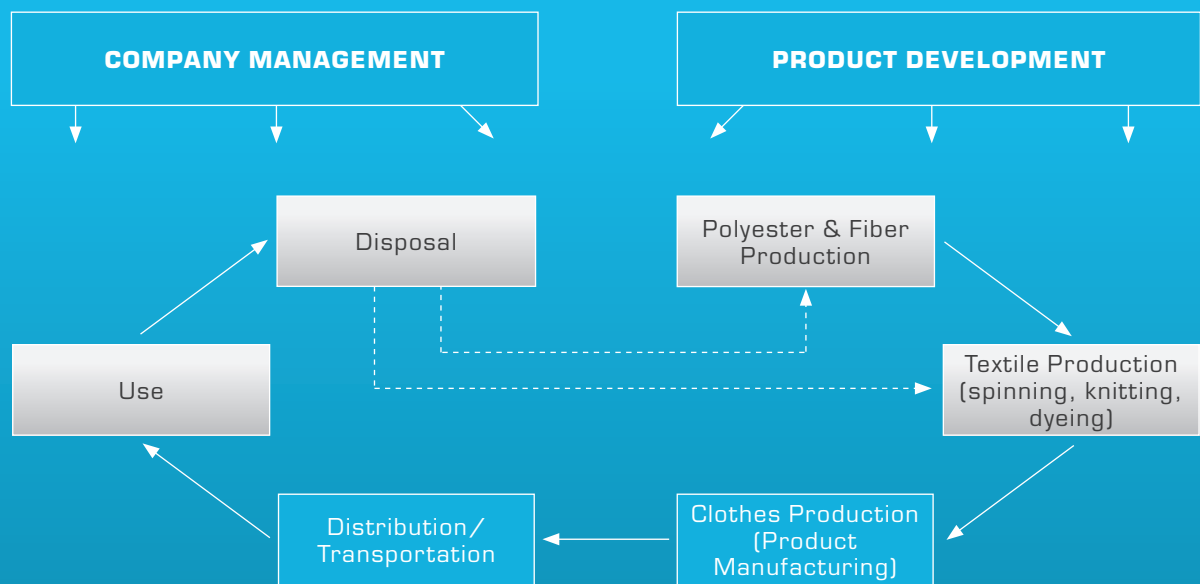 COMPANY MANAGEMENT
PRODUCT DEVELOPMENT
Disposal
Polyester & Fiber
Production
Use
Textile Production
(spinning, knitting,
dyeing)
Distribution/
Transportation
Clothes Production
(Product
Manufacturing)